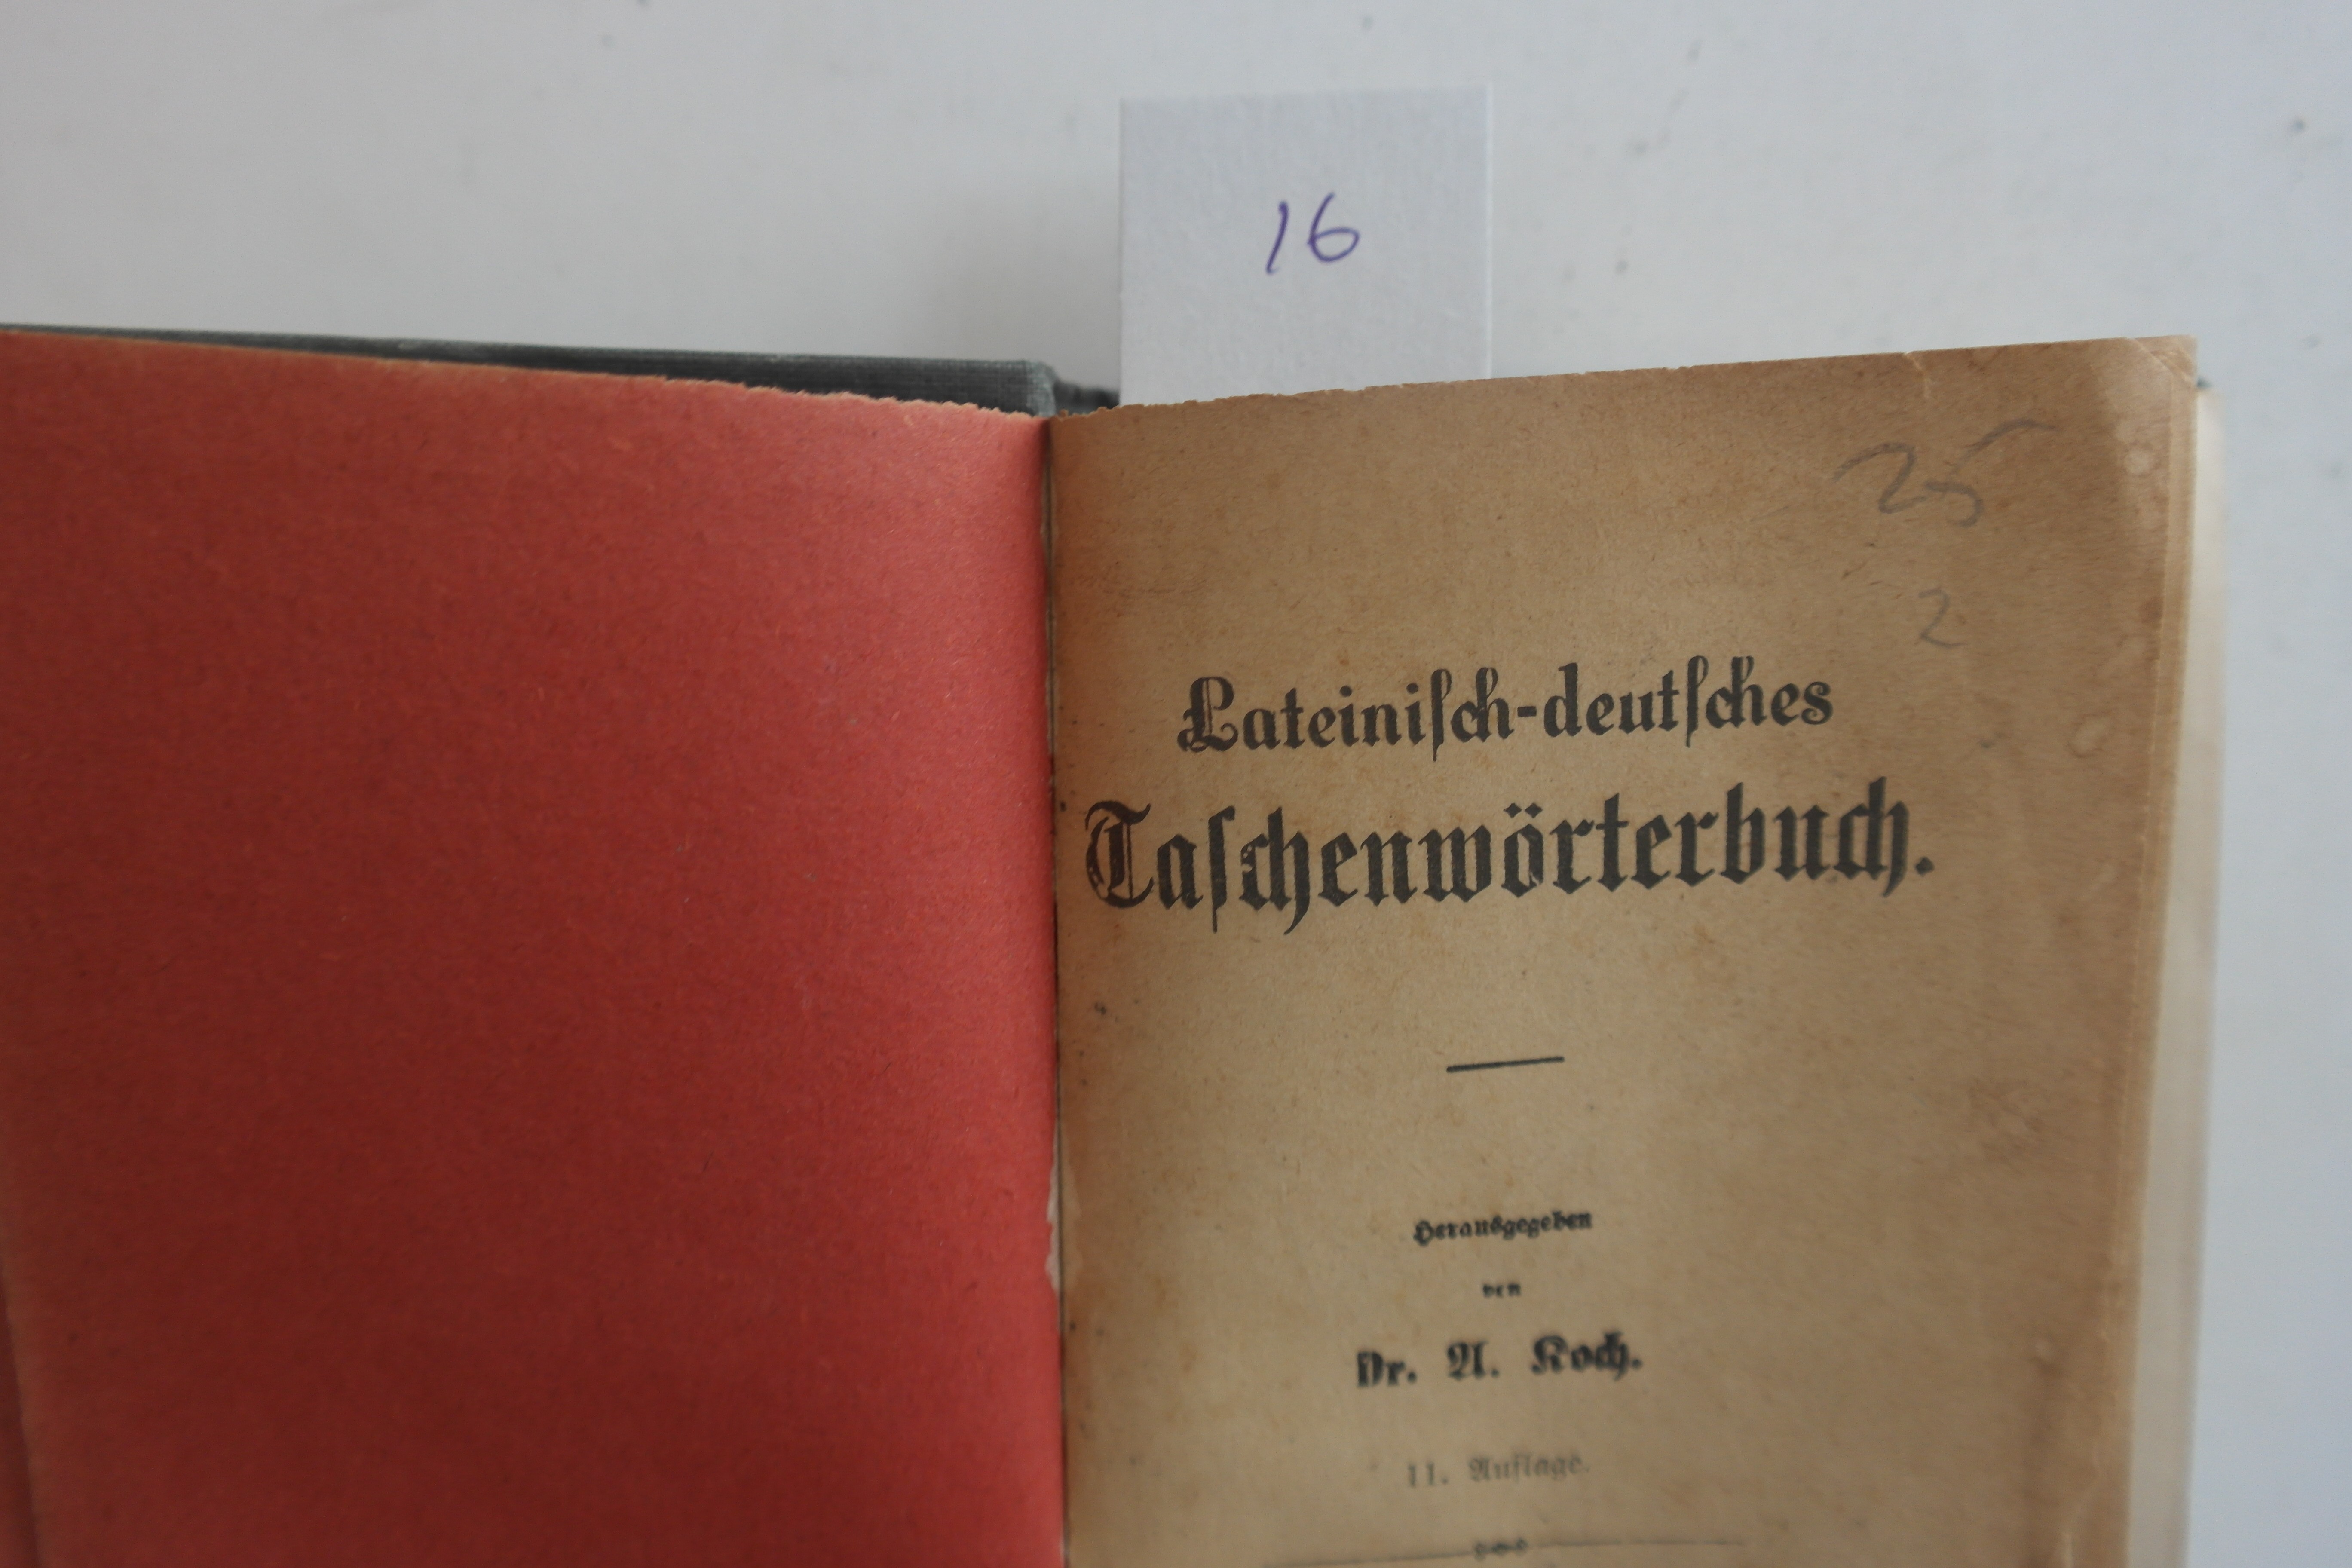 16
25
2
Lateiniſch-deutſches
Taſchenwörterbuch.
Herausgegeben
von
Dr. A. Koch.
11. Auflage.